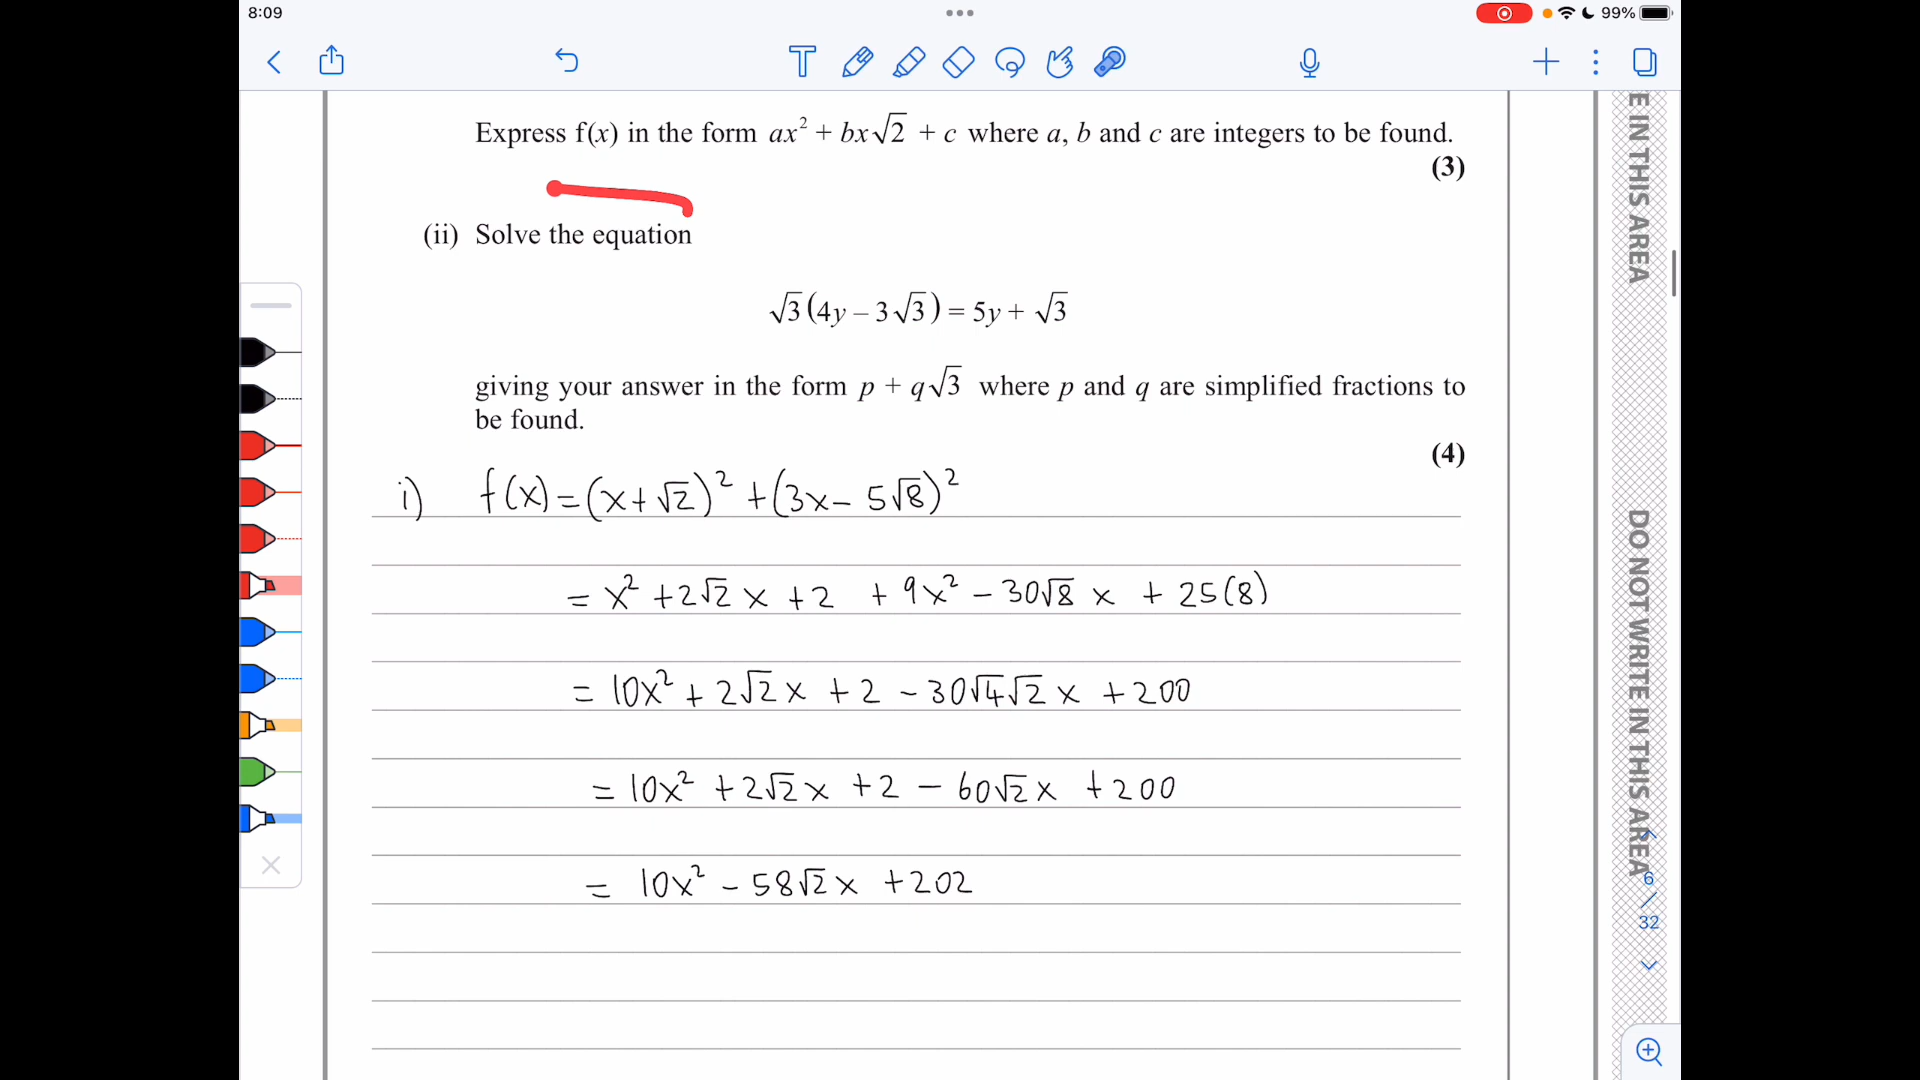 8:09
99%
Express f(x) in the form ax² + bx√2 + c where a, b and c are integers to be found.
(3)
(ii) Solve the equation
√3(4y – 3√3) = 5y + √3
giving your answer in the form p + q√3 where p and q are simplified fractions to
be found.
(4)
i) f(x) = (x+√2)² + (3x – 5√8)²
= x² + 2√2 x + 2 + 9x² – 30√8 x + 25(8)
= 10x² + 2√2 x + 2 – 30√4√2 x + 200
= 10x² + 2√2 x + 2 – 60√2 x + 200
= 10x² – 58√2 x + 202
E IN THIS AREA
DO NOT WRITE IN THIS AREA
6
/
32